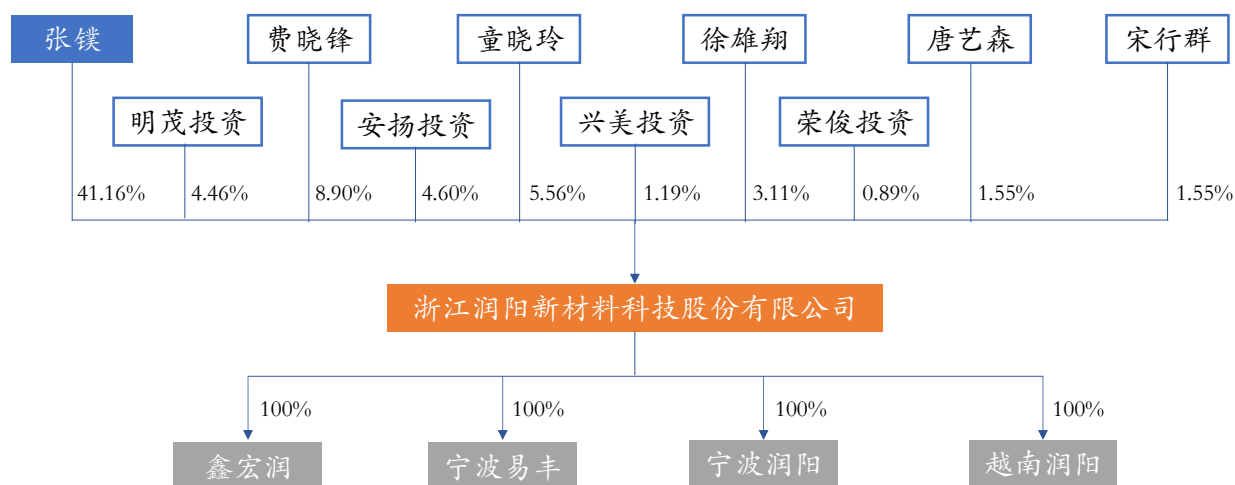 张镤
费晓锋
童晓玲
徐雄翔
唐艺森
宋行群
明茂投资
安扬投资
兴美投资
荣俊投资
41.16%
4.46%
8.90%
4.60%
5.56%
1.19%
3.11%
0.89%
1.55%
1.55%
浙江润阳新材料科技股份有限公司
100%
100%
100%
100%
鑫宏润
宁波易丰
宁波润阳
越南润阳